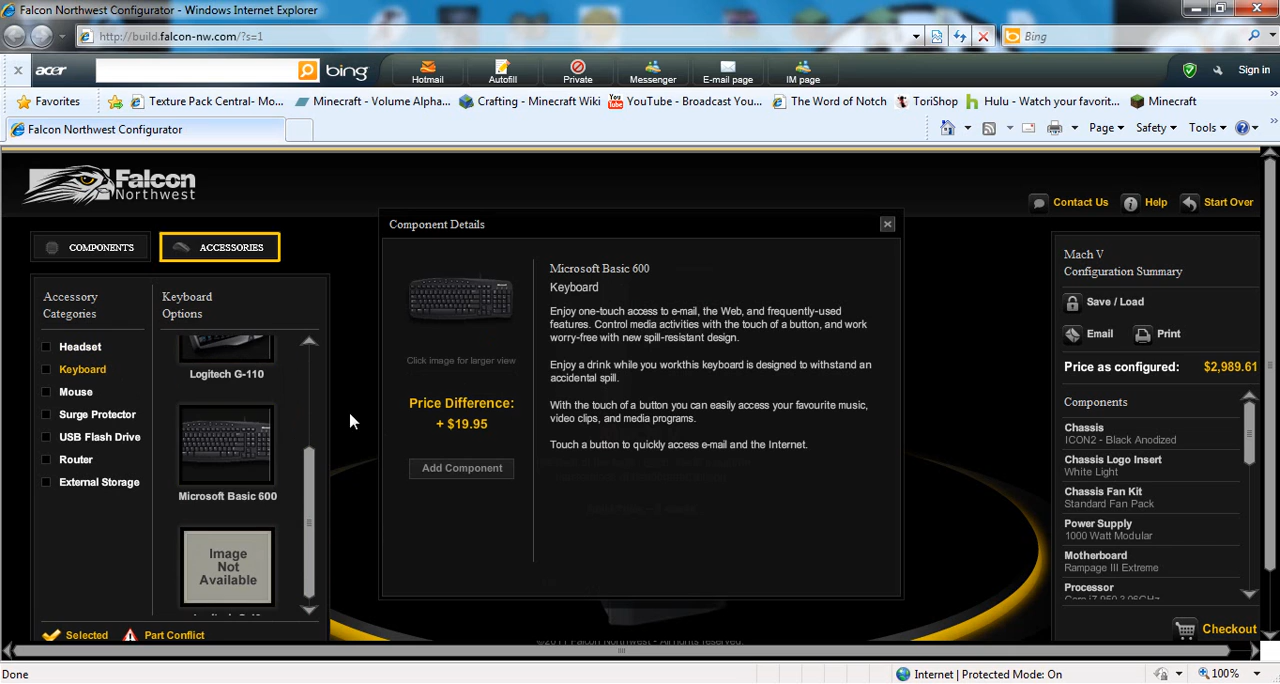 Falcon Northwest Configurator - Windows Internet Explorer
http://build.falcon-nw.com/?s=1
Bing
acer
bing
Hotmail
Autofill
Private
Messenger
E-mail page
IM page
Sign in
Favorites
Texture Pack Central- Mo...
Minecraft - Volume Alpha...
Crafting - Minecraft Wiki
YouTube - Broadcast You...
The Word of Notch
ToriShop
Hulu - Watch your favorit...
Minecraft
Falcon Northwest Configurator
Page
Safety
Tools
Falcon
Northwest
Contact Us
Help
Start Over
COMPONENTS
ACCESSORIES
Accessory
Categories
Headset
Keyboard
Mouse
Surge Protector
USB Flash Drive
Router
External Storage
Keyboard
Options
Logitech G-110
Microsoft Basic 600
Image
Not
Available
Selected
Part Conflict
Component Details
Click image for larger view
Price Difference:
+ $19.95
Add Component
Microsoft Basic 600
Keyboard
Enjoy one-touch access to e-mail, the Web, and frequently-used
features. Control media activities with the touch of a button, and work
worry-free with new spill-resistant design.
Enjoy a drink while you workthis keyboard is designed to withstand an
accidental spill.
With the touch of a button you can easily access your favourite music,
video clips, and media programs.
Touch a button to quickly access e-mail and the Internet.
©2011 Falcon Northwest - All rights reserved.
Mach V
Configuration Summary
Save / Load
Email
Print
Price as configured: $2,989.61
Components
Chassis
ICON2 - Black Anodized
Chassis Logo Insert
White Light
Chassis Fan Kit
Standard Fan Pack
Power Supply
1000 Watt Modular
Motherboard
Rampage III Extreme
Processor
Core i7 950 3.06GHz
Checkout
Done
Internet | Protected Mode: On
100%